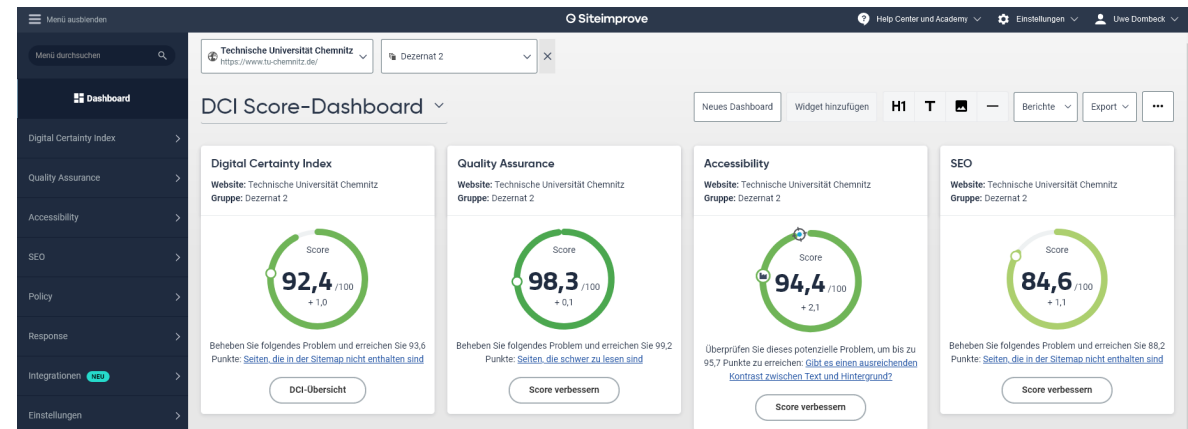 Menü ausblenden
Siteimprove
Help Center und Academy
Einstellungen
Uwe Dombeck
Menü durchsuchen
Technische Universität Chemnitz
https://www.tu-chemnitz.de/
Dezernat 2
Dashboard
DCI Score-Dashboard
Neues Dashboard
Widget hinzufügen
H1
T
Berichte
Export
Digital Certainty Index
Quality Assurance
Accessibility
SEO
Policy
Response
Integrationen NEU
Einstellungen
Digital Certainty Index
Website: Technische Universität Chemnitz
Gruppe: Dezernat 2
Score
92,4 /100
+ 1,0
Beheben Sie folgendes Problem und erreichen Sie 93,6
Punkte: Seiten, die in der Sitemap nicht enthalten sind
DCI-Übersicht
Quality Assurance
Website: Technische Universität Chemnitz
Gruppe: Dezernat 2
Score
98,3 /100
+ 0,1
Beheben Sie folgendes Problem und erreichen Sie 99,2
Punkte: Seiten, die schwer zu lesen sind
Score verbessern
Accessibility
Website: Technische Universität Chemnitz
Gruppe: Dezernat 2
Score
94,4 /100
+ 2,1
Überprüfen Sie dieses potenzielle Problem, um bis zu
95,7 Punkte zu erreichen: Gibt es einen ausreichenden
Kontrast zwischen Text und Hintergrund?
Score verbessern
SEO
Website: Technische Universität Chemnitz
Gruppe: Dezernat 2
Score
84,6 /100
+ 1,1
Beheben Sie folgendes Problem und erreichen Sie 88,2
Punkte: Seiten, die in der Sitemap nicht enthalten sind
Score verbessern